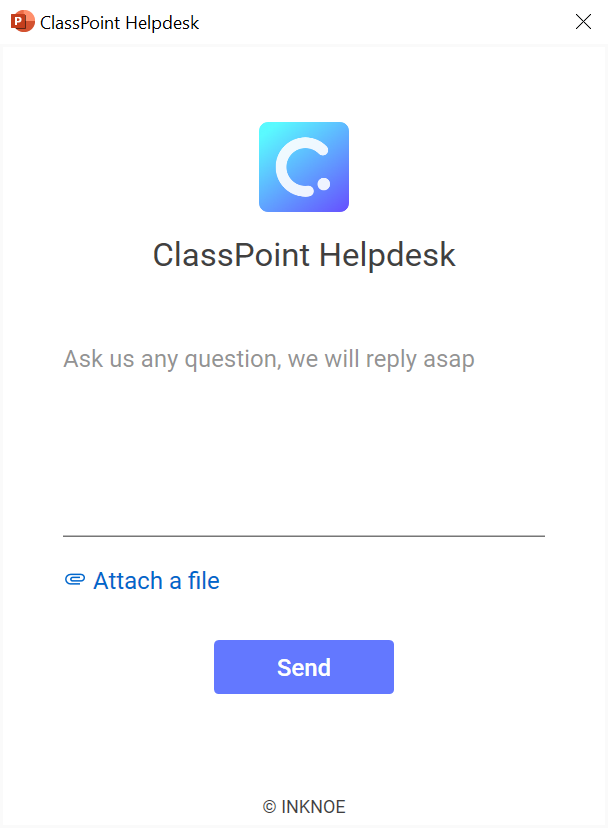 ClassPoint Helpdesk
ClassPoint Helpdesk
Ask us any question, we will reply asap
Attach a file
Send
© INKNOE